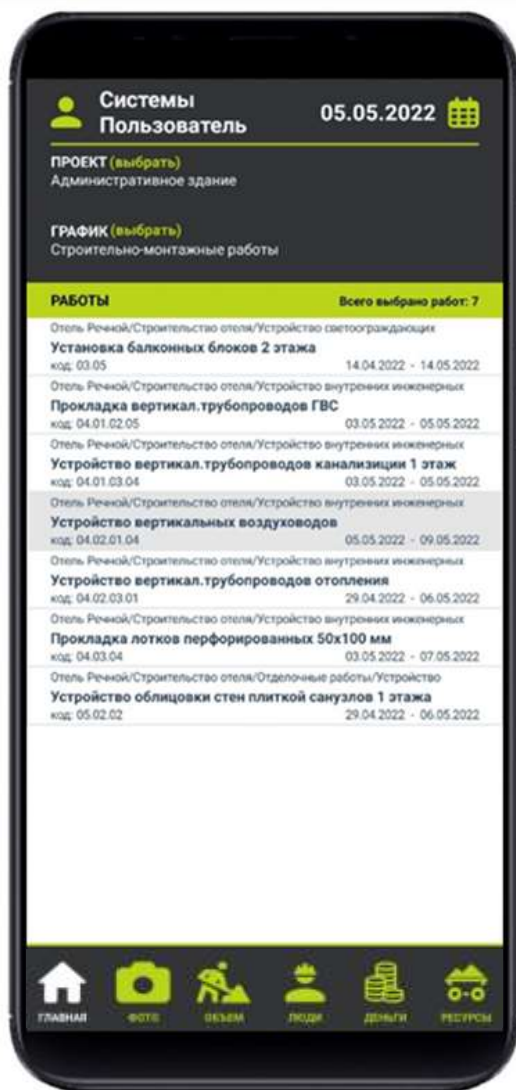 Системы
Пользователь
05.05.2022
ПРОЕКТ (выбрать)
Административное здание
ГРАФИК (выбрать)
Строительно-монтажные работы
РАБОТЫ Всего выбрано работ: 7
Отель Речной/Строительство отеля/Устройство светоограждающих
Установка балконных блоков 2 этажа
код: 03.05 14.04.2022 - 14.05.2022
Отель Речной/Строительство отеля/Устройство внутренних инженерных
Прокладка вертикал.трубопроводов ГВС
код: 04.01.02.05 03.05.2022 - 05.05.2022
Отель Речной/Строительство отеля/Устройство внутренних инженерных
Устройство вертикал.трубопроводов канализиции 1 этаж
код: 04.01.03.04 03.05.2022 - 05.05.2022
Отель Речной/Строительство отеля/Устройство внутренних инженерных
Устройство вертикальных воздуховодов
код: 04.02.01.04 05.05.2022 - 09.05.2022
Отель Речной/Строительство отеля/Устройство внутренних инженерных
Устройство вертикал.трубопроводов отопления
код: 04.02.03.01 29.04.2022 - 06.05.2022
Отель Речной/Строительство отеля/Устройство внутренних инженерных
Прокладка лотков перфорированных 50х100 мм
код: 04.03.04 03.05.2022 - 07.05.2022
Отель Речной/Строительство отеля/Отделочные работы/Устройство
Устройство облицовки стен плиткой санузлов 1 этажа
код: 05.02.02 29.04.2022 - 06.05.2022
ГЛАВНАЯ ФОТО ОБЪЕМ ЛЮДИ ДЕНЬГИ РЕСУРСЫ